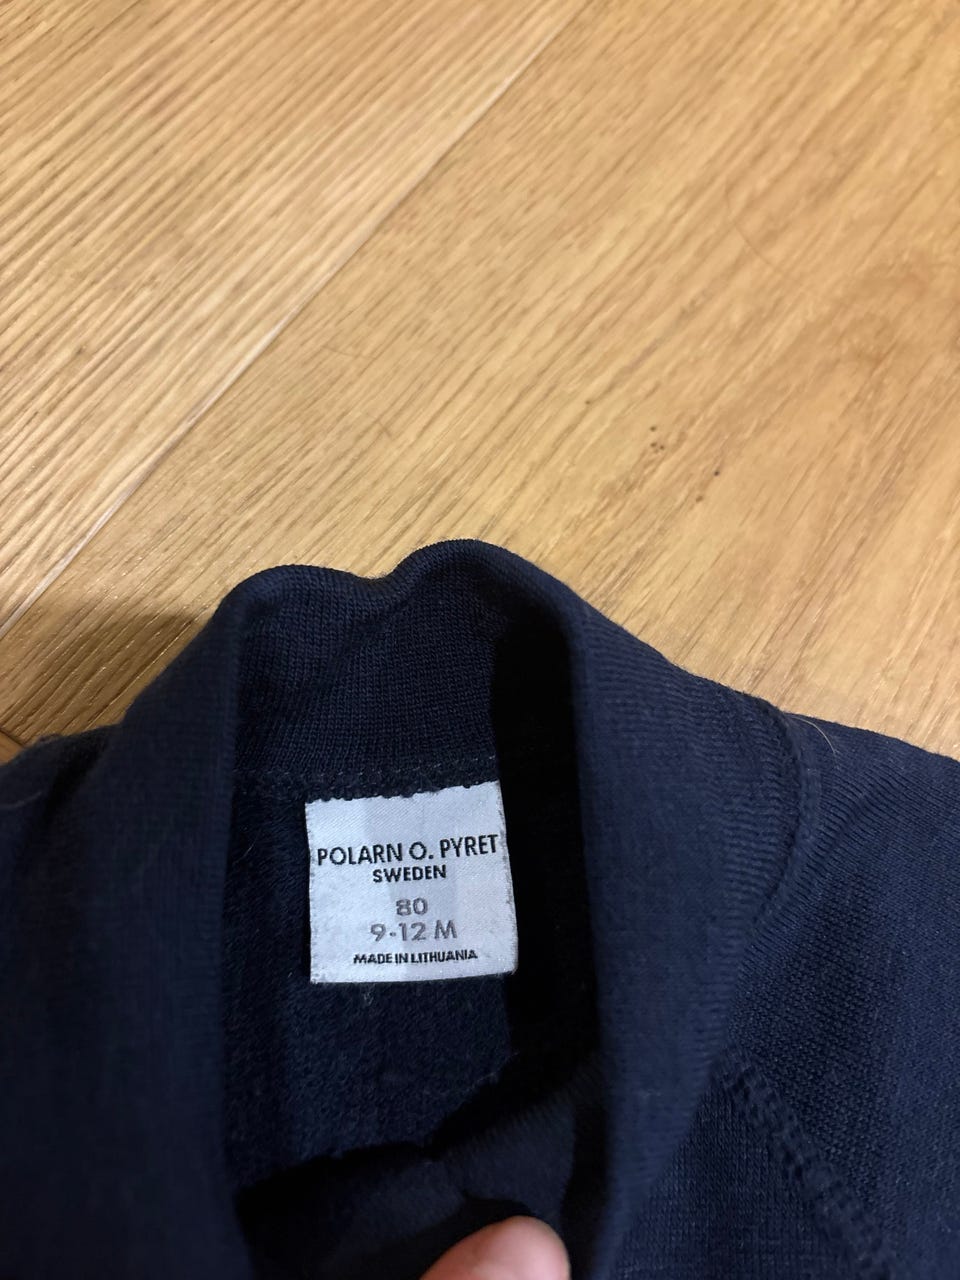 POLARN O. PYRET
SWEDEN
80
9-12 M
MADE IN LITHUANIA